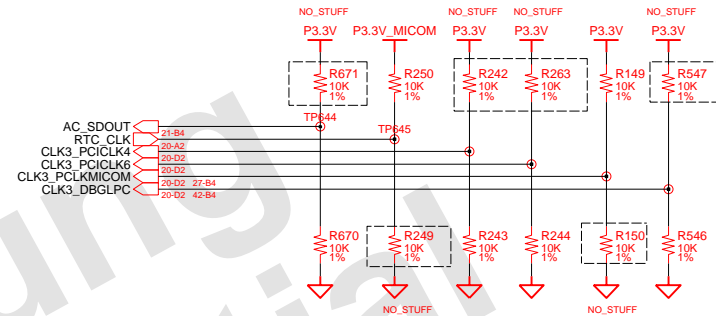 NO_STUFF NO_STUFF NO_STUFF NO_STUFF
P3.3V P3.3V_MICOM P3.3V P3.3V P3.3V P3.3V
R671 R250 R242 R263 R149 R547
10K 10K 10K 10K 10K 10K
1% 1% 1% 1% 1% 1%
TP644
AC_SDOUT
21-B4 TP645
RTC_CLK
20-A2
CLK3_PCICLK4
20-D2
CLK3_PCICLK6
20-D2
CLK3_PCLKMICOM
20-D2 27-B4
CLK3_DBGLPC
20-D2 42-B4
R670 R249 R243 R244 R150 R546
10K 10K 10K 10K 10K 10K
1% 1% 1% 1% 1% 1%
NO_STUFF NO_STUFF